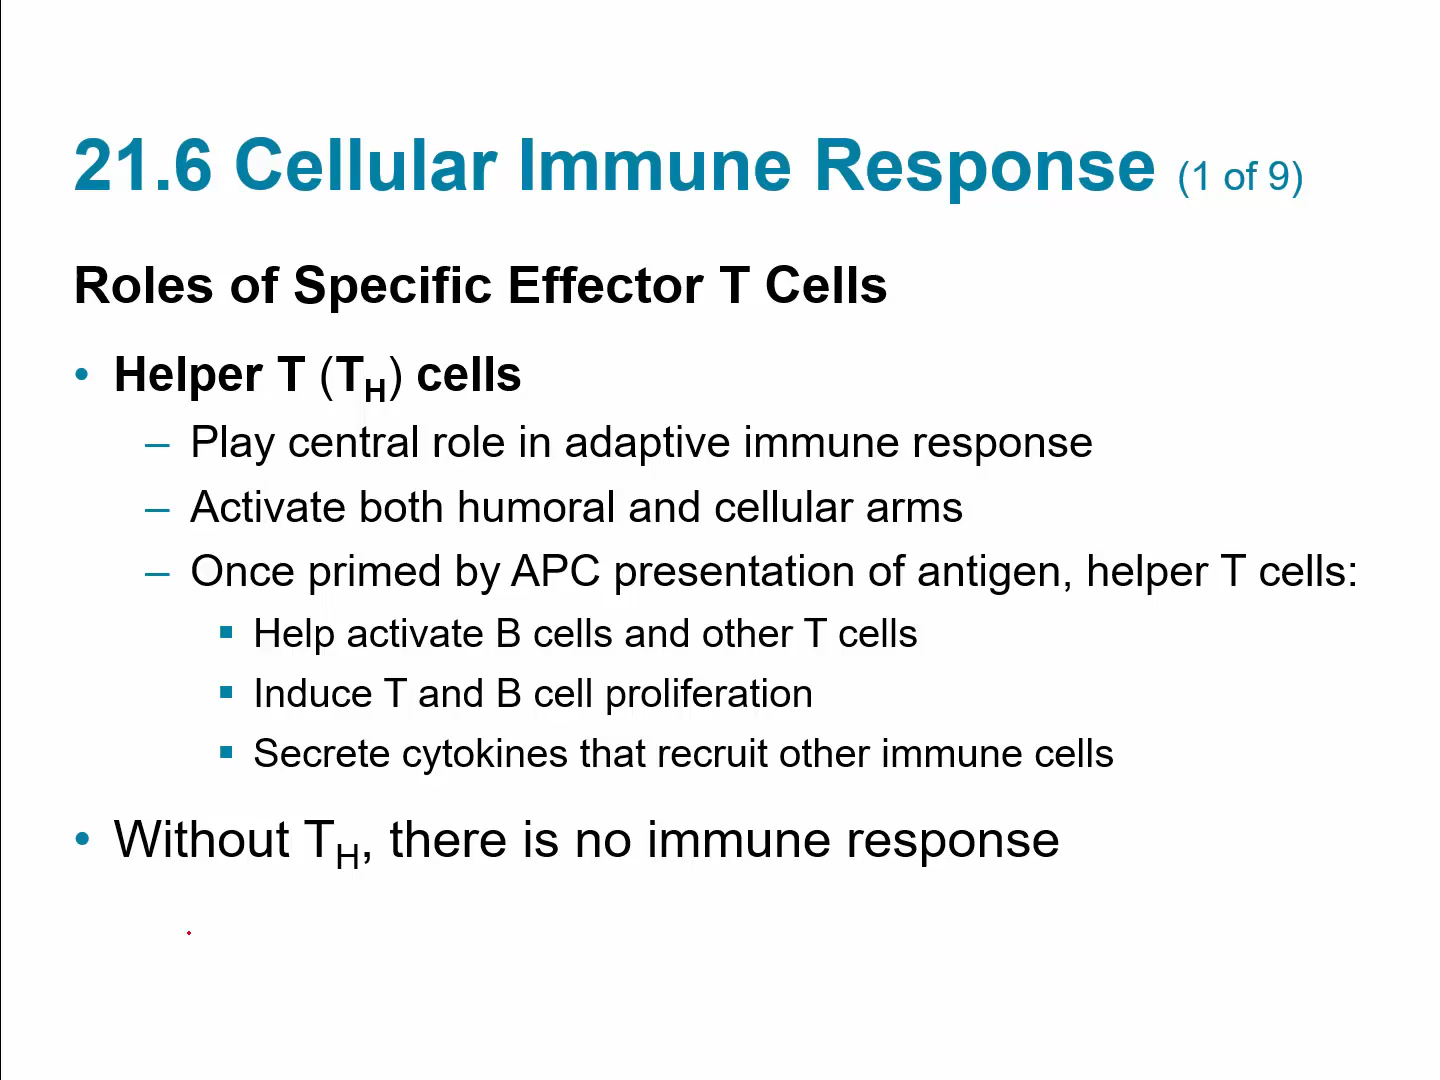 21.6 Cellular Immune Response (1 of 9)
Roles of Specific Effector T Cells
• Helper T (TH) cells
– Play central role in adaptive immune response
– Activate both humoral and cellular arms
– Once primed by APC presentation of antigen, helper T cells:
▪ Help activate B cells and other T cells
▪ Induce T and B cell proliferation
▪ Secrete cytokines that recruit other immune cells
• Without TH, there is no immune response